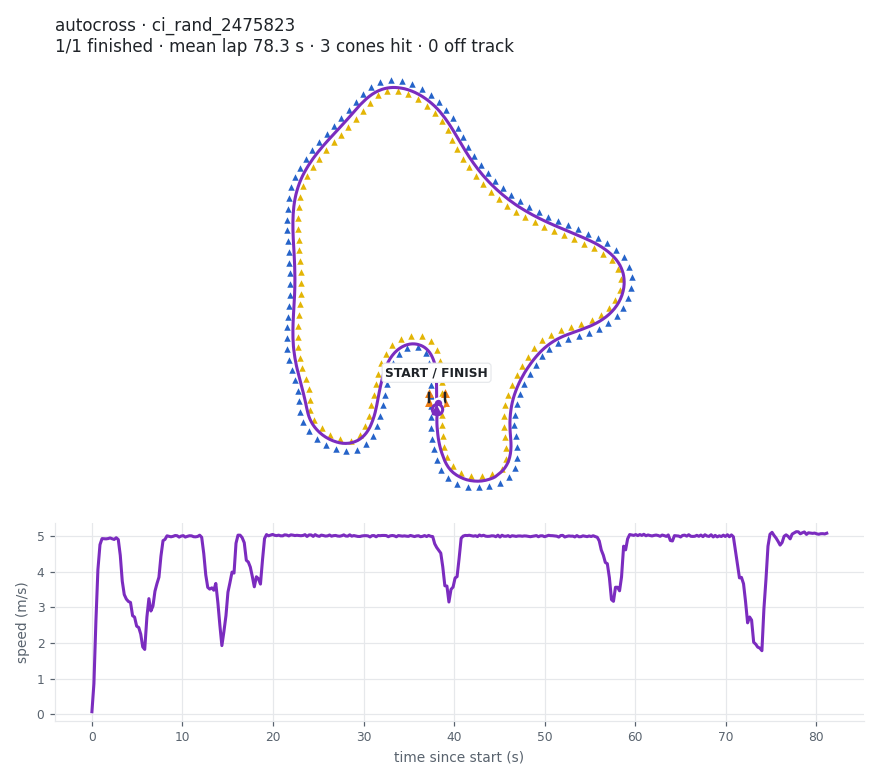 autocross · ci_rand_2475823
1/1 finished · mean lap 78.3 s · 3 cones hit · 0 off track
START / FINISH
5
4
3
2
1
0
speed (m/s)
0 10 20 30 40 50 60 70 80
time since start (s)